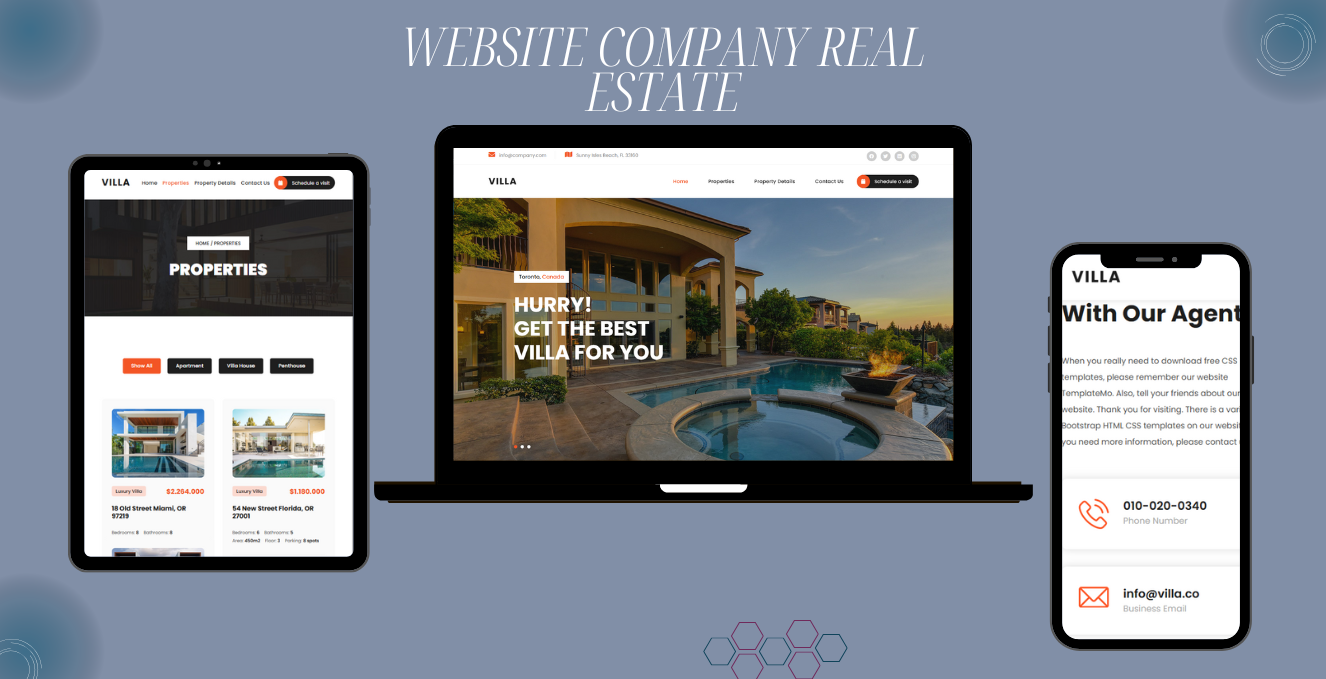 WEBSITE COMPANY REAL
ESTATE
VILLA Home Properties Property Details Contact Us Schedule a visit
HOME / PROPERTIES
PROPERTIES
Show All Apartment Villa House Penthouse
Luxury Villa $2.264.000
18 Old Street Miami, OR
97219
Bedrooms: 8 Bathrooms: 8
Luxury Villa $1.180.000
54 New Street Florida, OR
27001
Bedrooms: 6 Bathrooms: 5
Area: 450m2 Floor: 3 Parking: 8 spots
info@company.com Sunny Isles Beach, FL 33160
VILLA Home Properties Property Details Contact Us Schedule a visit
Toronto, Canada
HURRY!
GET THE BEST
VILLA FOR YOU
VILLA
With Our Agent
When you really need to download free CSS
templates, please remember our website
TemplateMo. Also, tell your friends about our
website. Thank you for visiting. There is a vari
Bootstrap HTML CSS templates on our websit
you need more information, please contact
010-020-0340
Phone Number
info@villa.co
Business Email